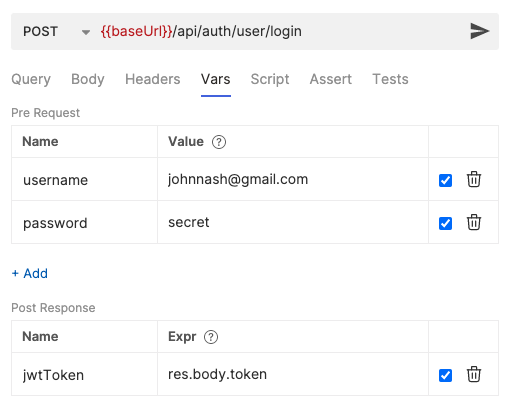 POST {{baseUrl}}/api/auth/user/login
Query Body Headers Vars Script Assert Tests
Pre Request
Name Value ?
username johnnash@gmail.com
password secret
+ Add
Post Response
Name Expr ?
jwtToken res.body.token